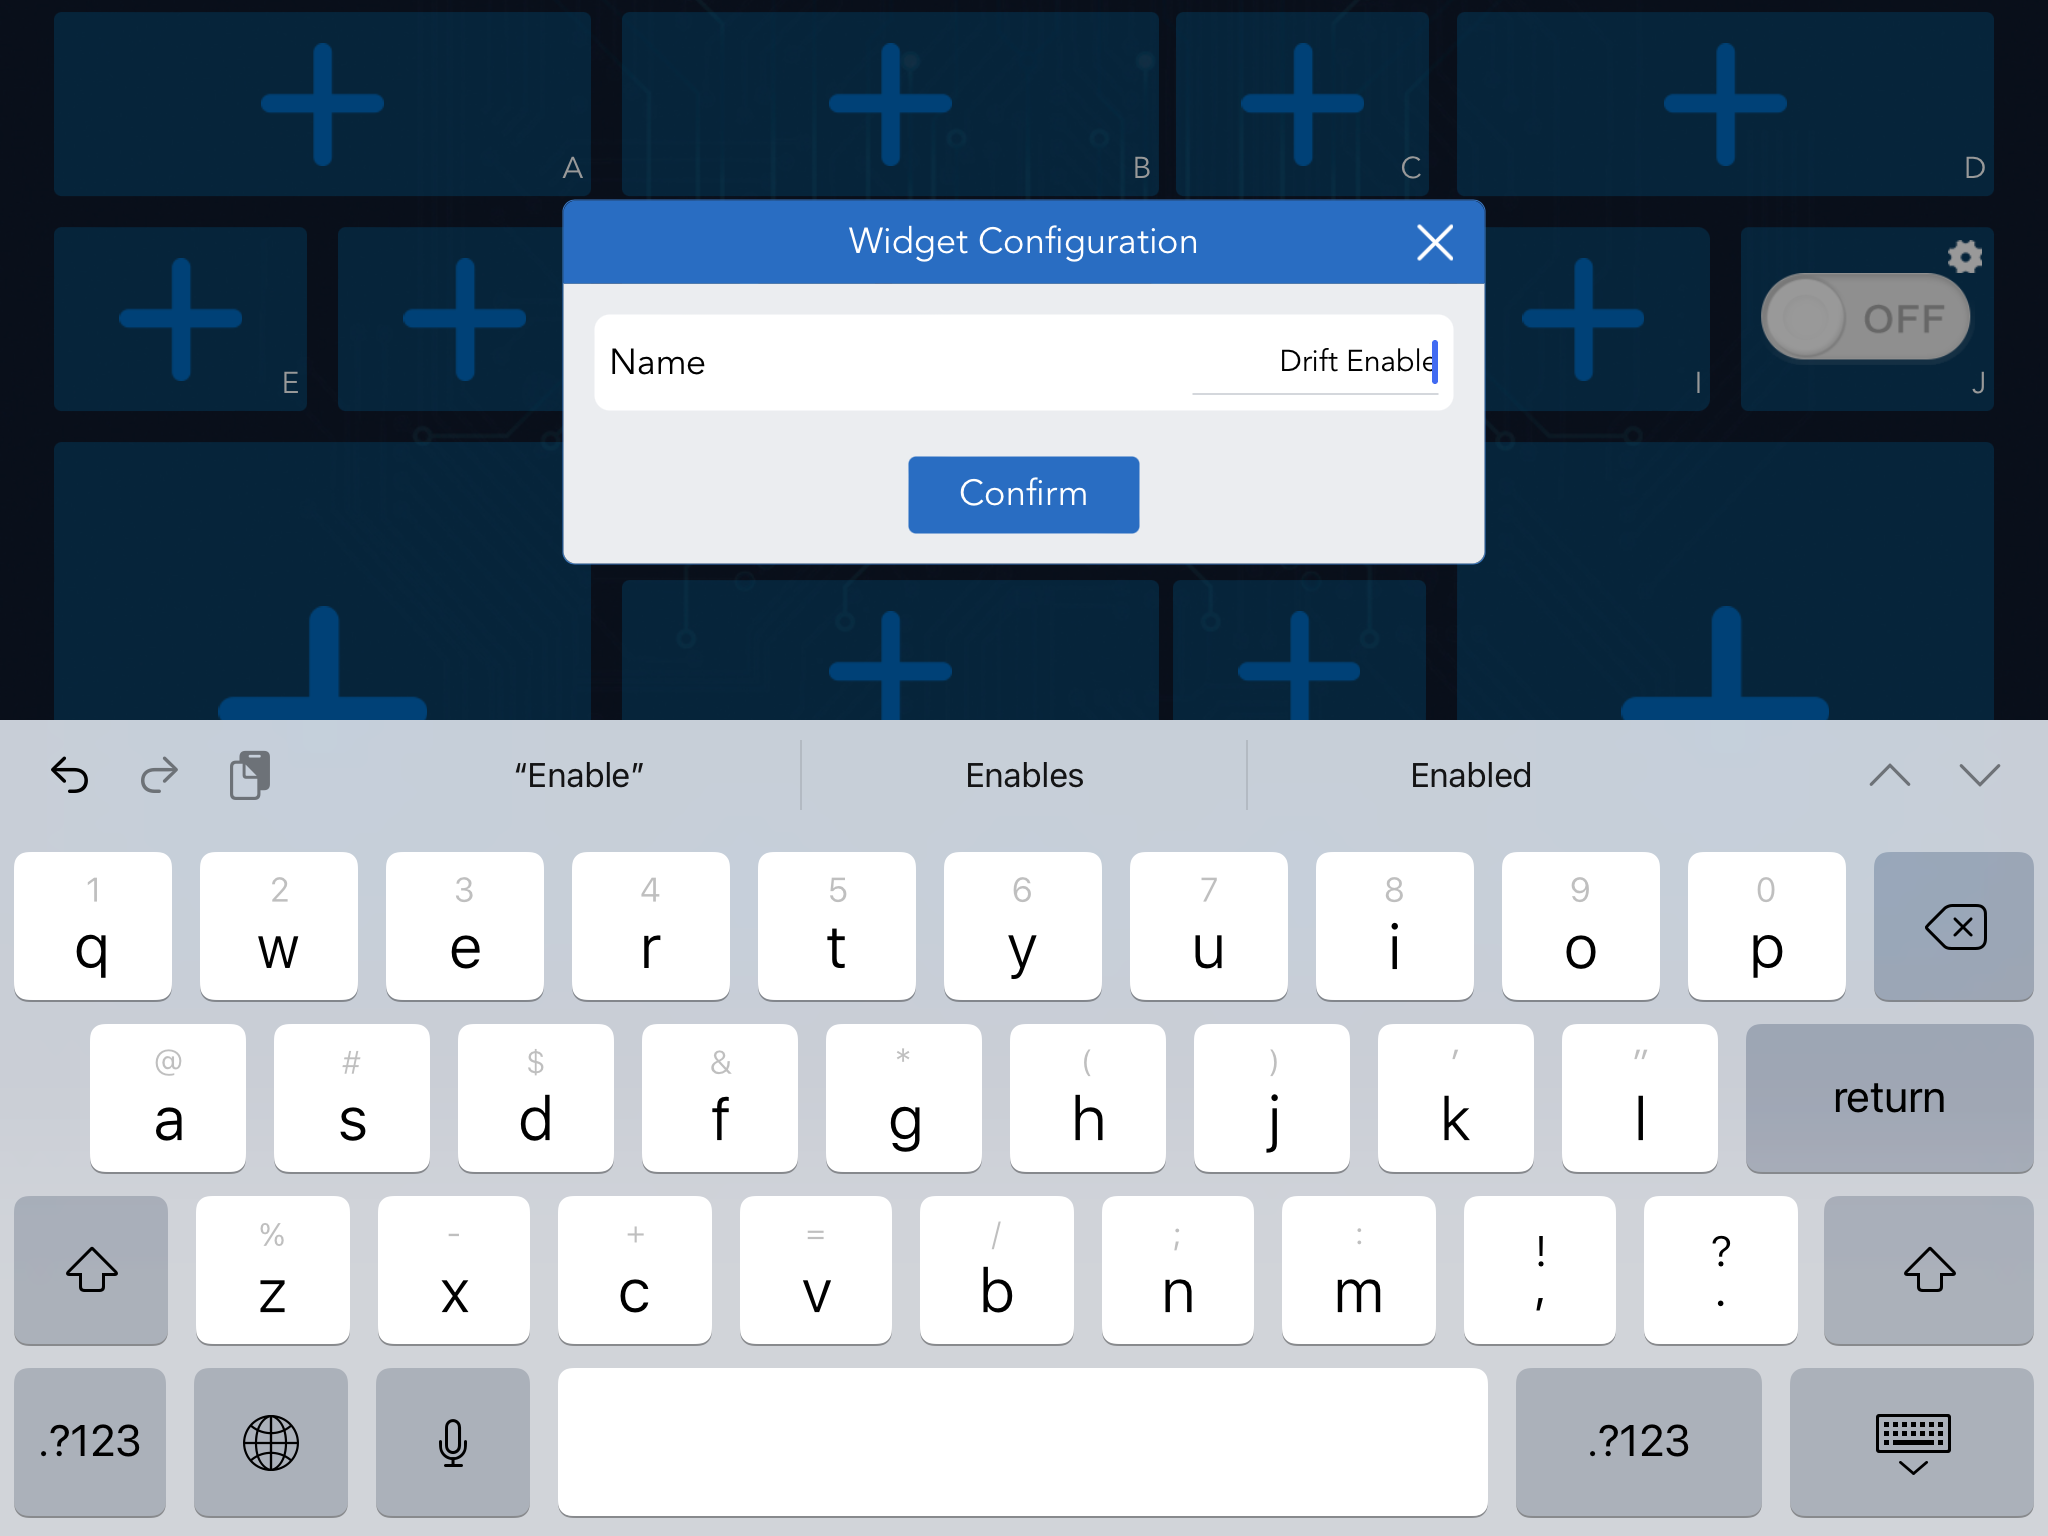 A
B
C
D
Widget Configuration
Name
Drift Enable
Confirm
E
I
OFF
J
“Enable”
Enables
Enabled
1 2 3 4 5 6 7 8 9 0
q w e r t y u i o p
@ # $ & * ( ) ' "
a s d f g h j k l
return
% - + = / ; : ! ?
z x c v b n m , .
.?123
.?123